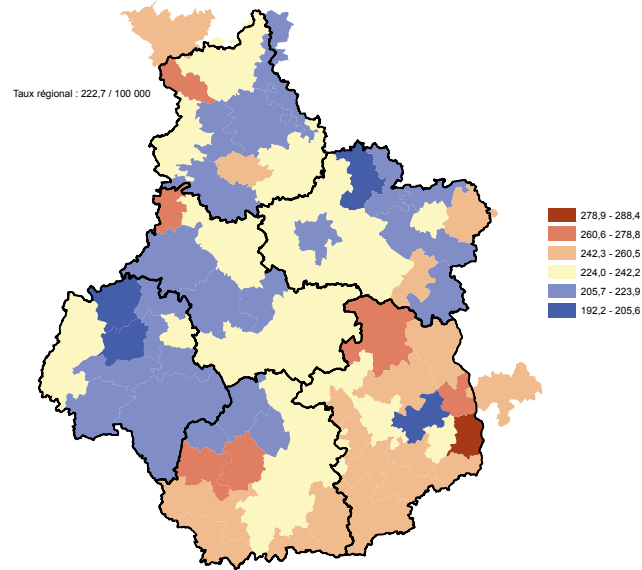 Taux régional : 222,7 / 100 000
278,9 - 288,4
260,6 - 278,8
242,3 - 260,5
224,0 - 242,2
205,7 - 223,9
192,2 - 205,6